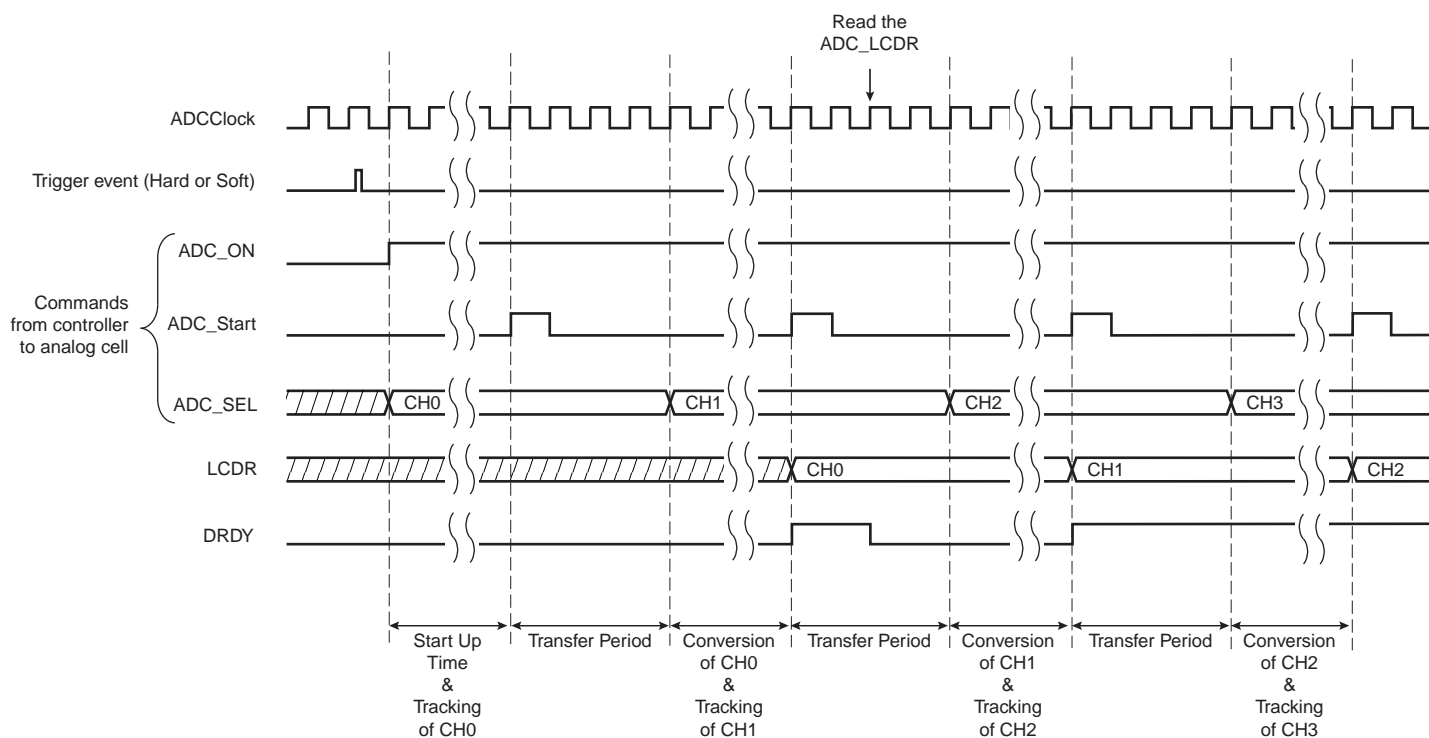 Read the
ADC_LCDR
ADCClock
Trigger event (Hard or Soft)
ADC_ON
Commands
from controller
to analog cell
ADC_Start
ADC_SEL
CH0
CH1
CH2
CH3
LCDR
CH0
CH1
CH2
DRDY
Start Up
Time
&
Tracking
of CH0
Transfer Period
Conversion
of CH0
&
Tracking
of CH1
Transfer Period
Conversion
of CH1
&
Tracking
of CH2
Transfer Period
Conversion
of CH2
&
Tracking
of CH3